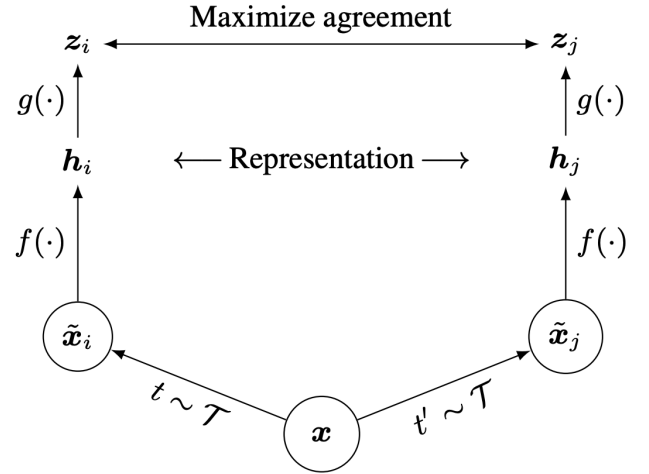 Maximize agreement
z_i z_j
g(·) g(·)
h_i ← Representation → h_j
f(·) f(·)
x̃_i x̃_j
t ~ 𝒯 t' ~ 𝒯
x